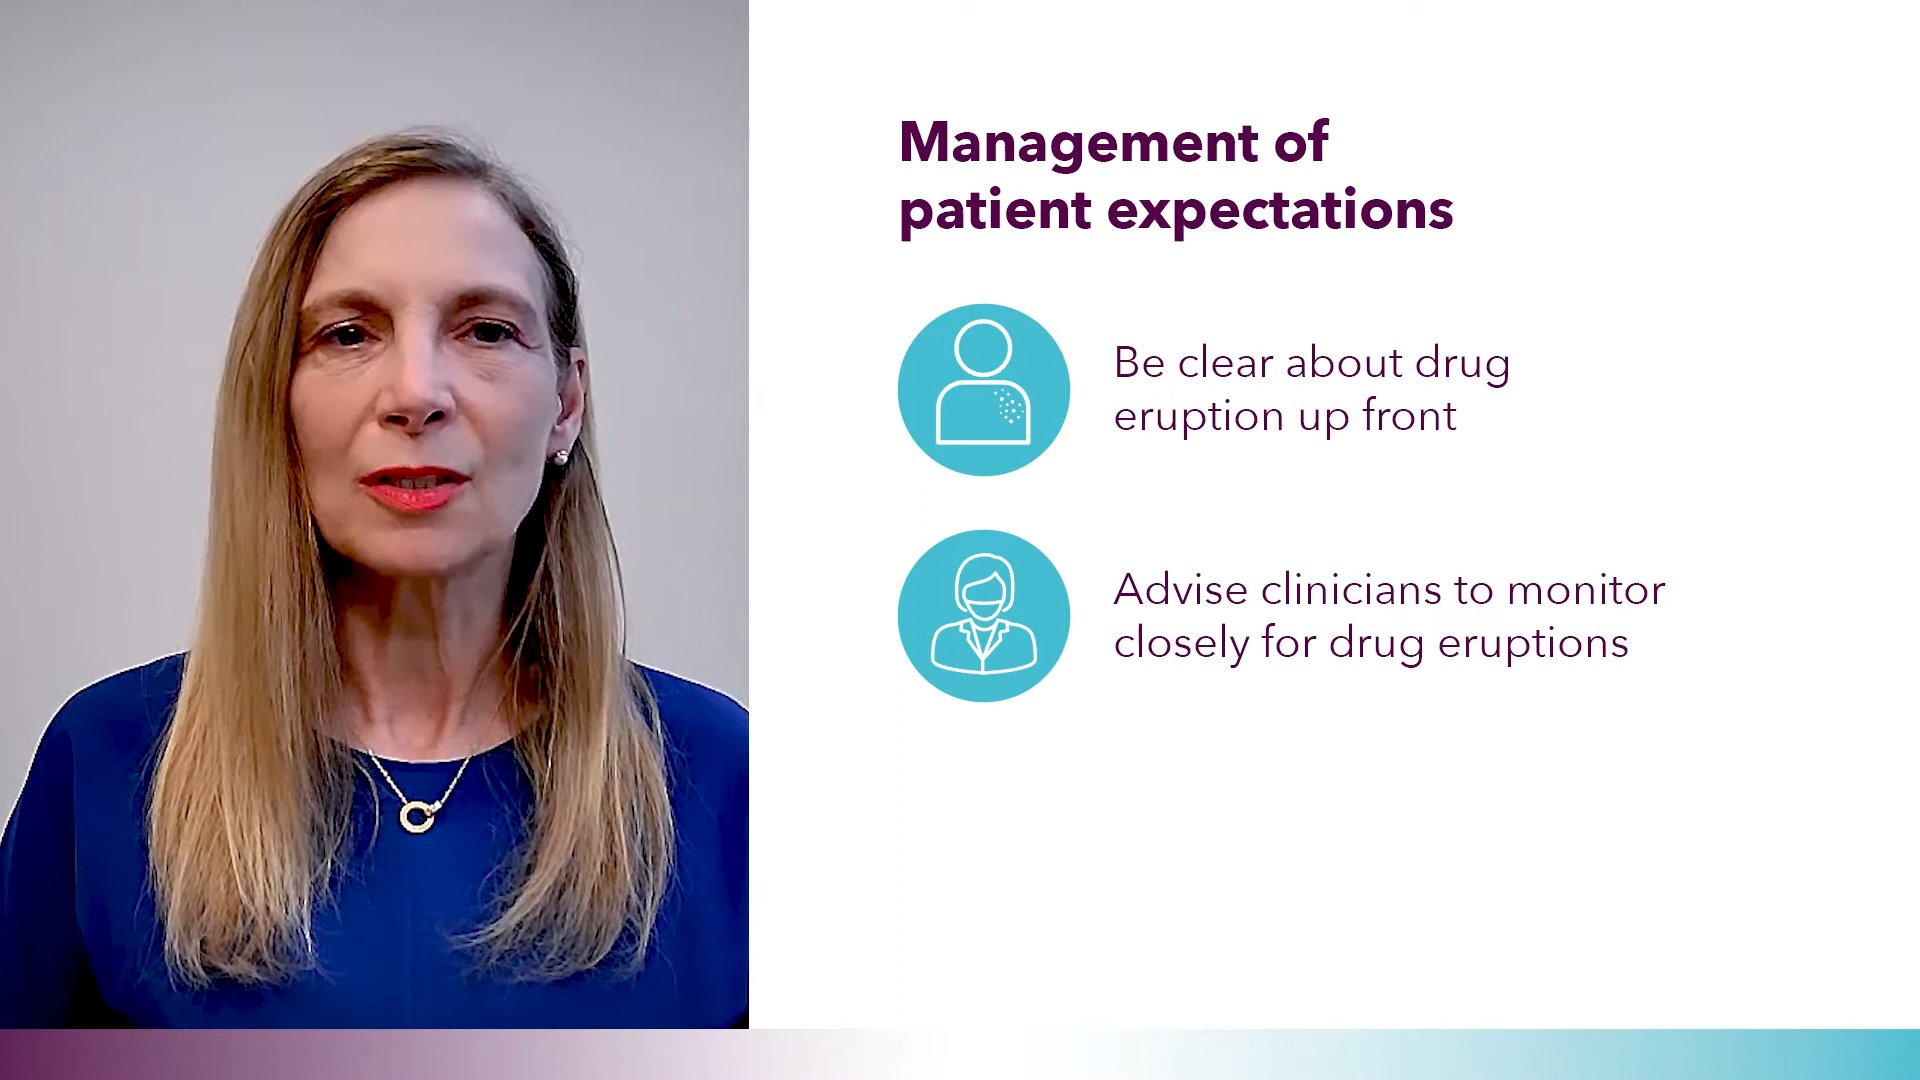 Management of
patient expectations
Be clear about drug
eruption up front
Advise clinicians to monitor
closely for drug eruptions